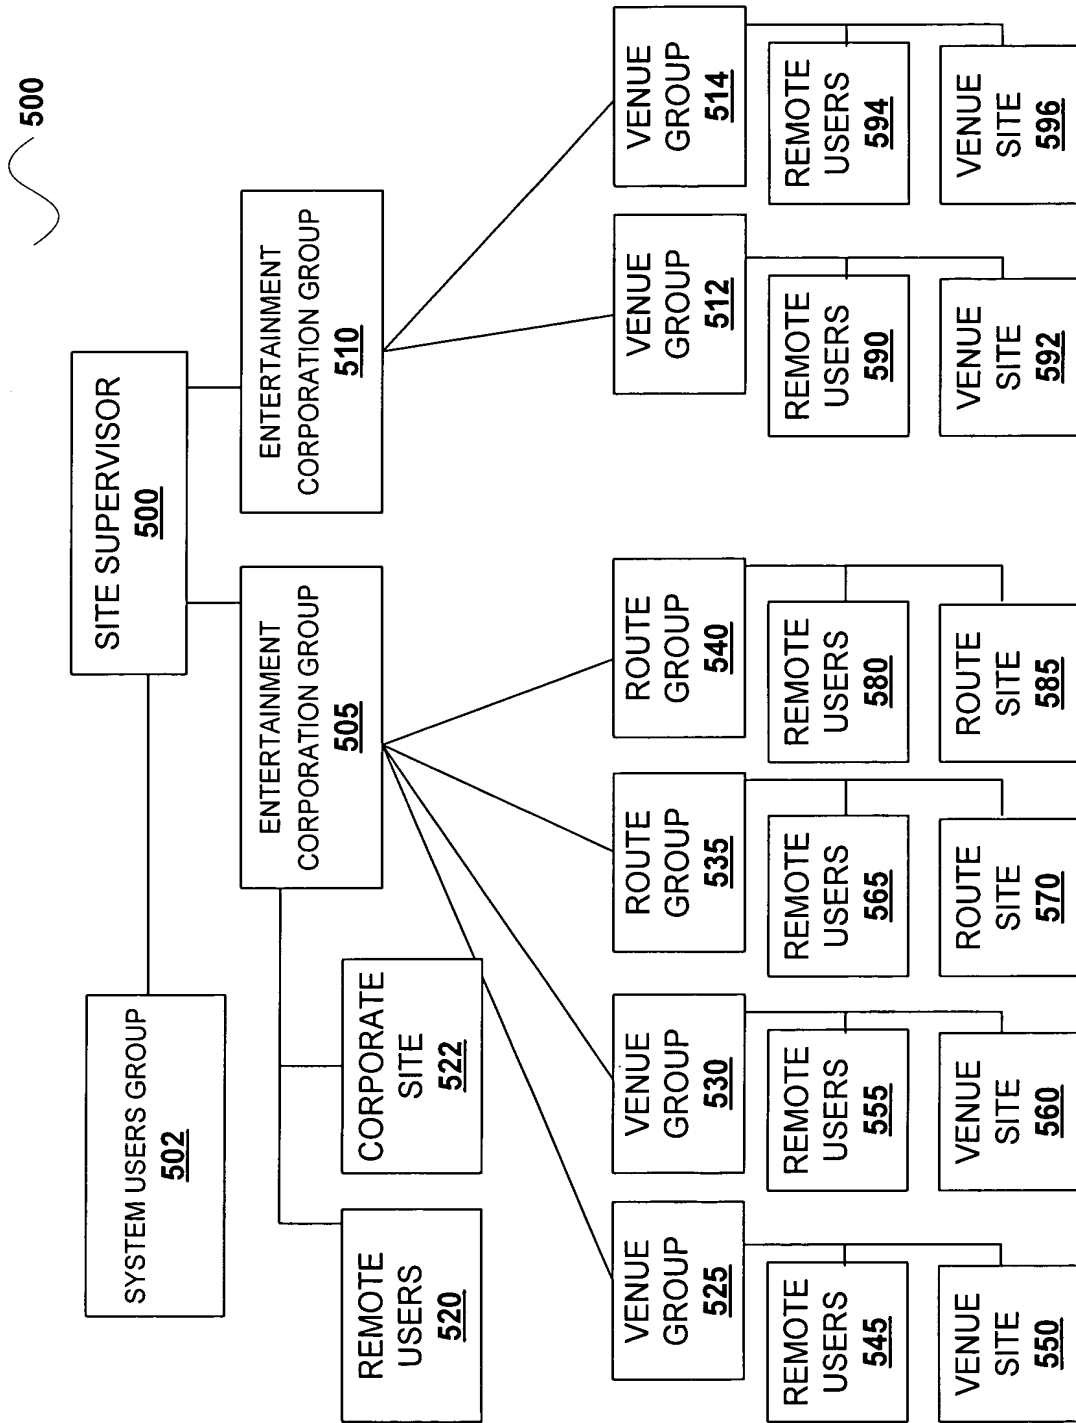 500
SITE SUPERVISOR
500
SYSTEM USERS GROUP
502
ENTERTAINMENT
CORPORATION GROUP
505
ENTERTAINMENT
CORPORATION GROUP
510
REMOTE
USERS
520
CORPORATE
SITE
522
VENUE
GROUP
525
VENUE
GROUP
530
ROUTE
GROUP
535
ROUTE
GROUP
540
VENUE
GROUP
512
VENUE
GROUP
514
REMOTE
USERS
545
REMOTE
USERS
555
REMOTE
USERS
565
REMOTE
USERS
580
REMOTE
USERS
590
REMOTE
USERS
594
VENUE
SITE
550
VENUE
SITE
560
ROUTE
SITE
570
ROUTE
SITE
585
VENUE
SITE
592
VENUE
SITE
596